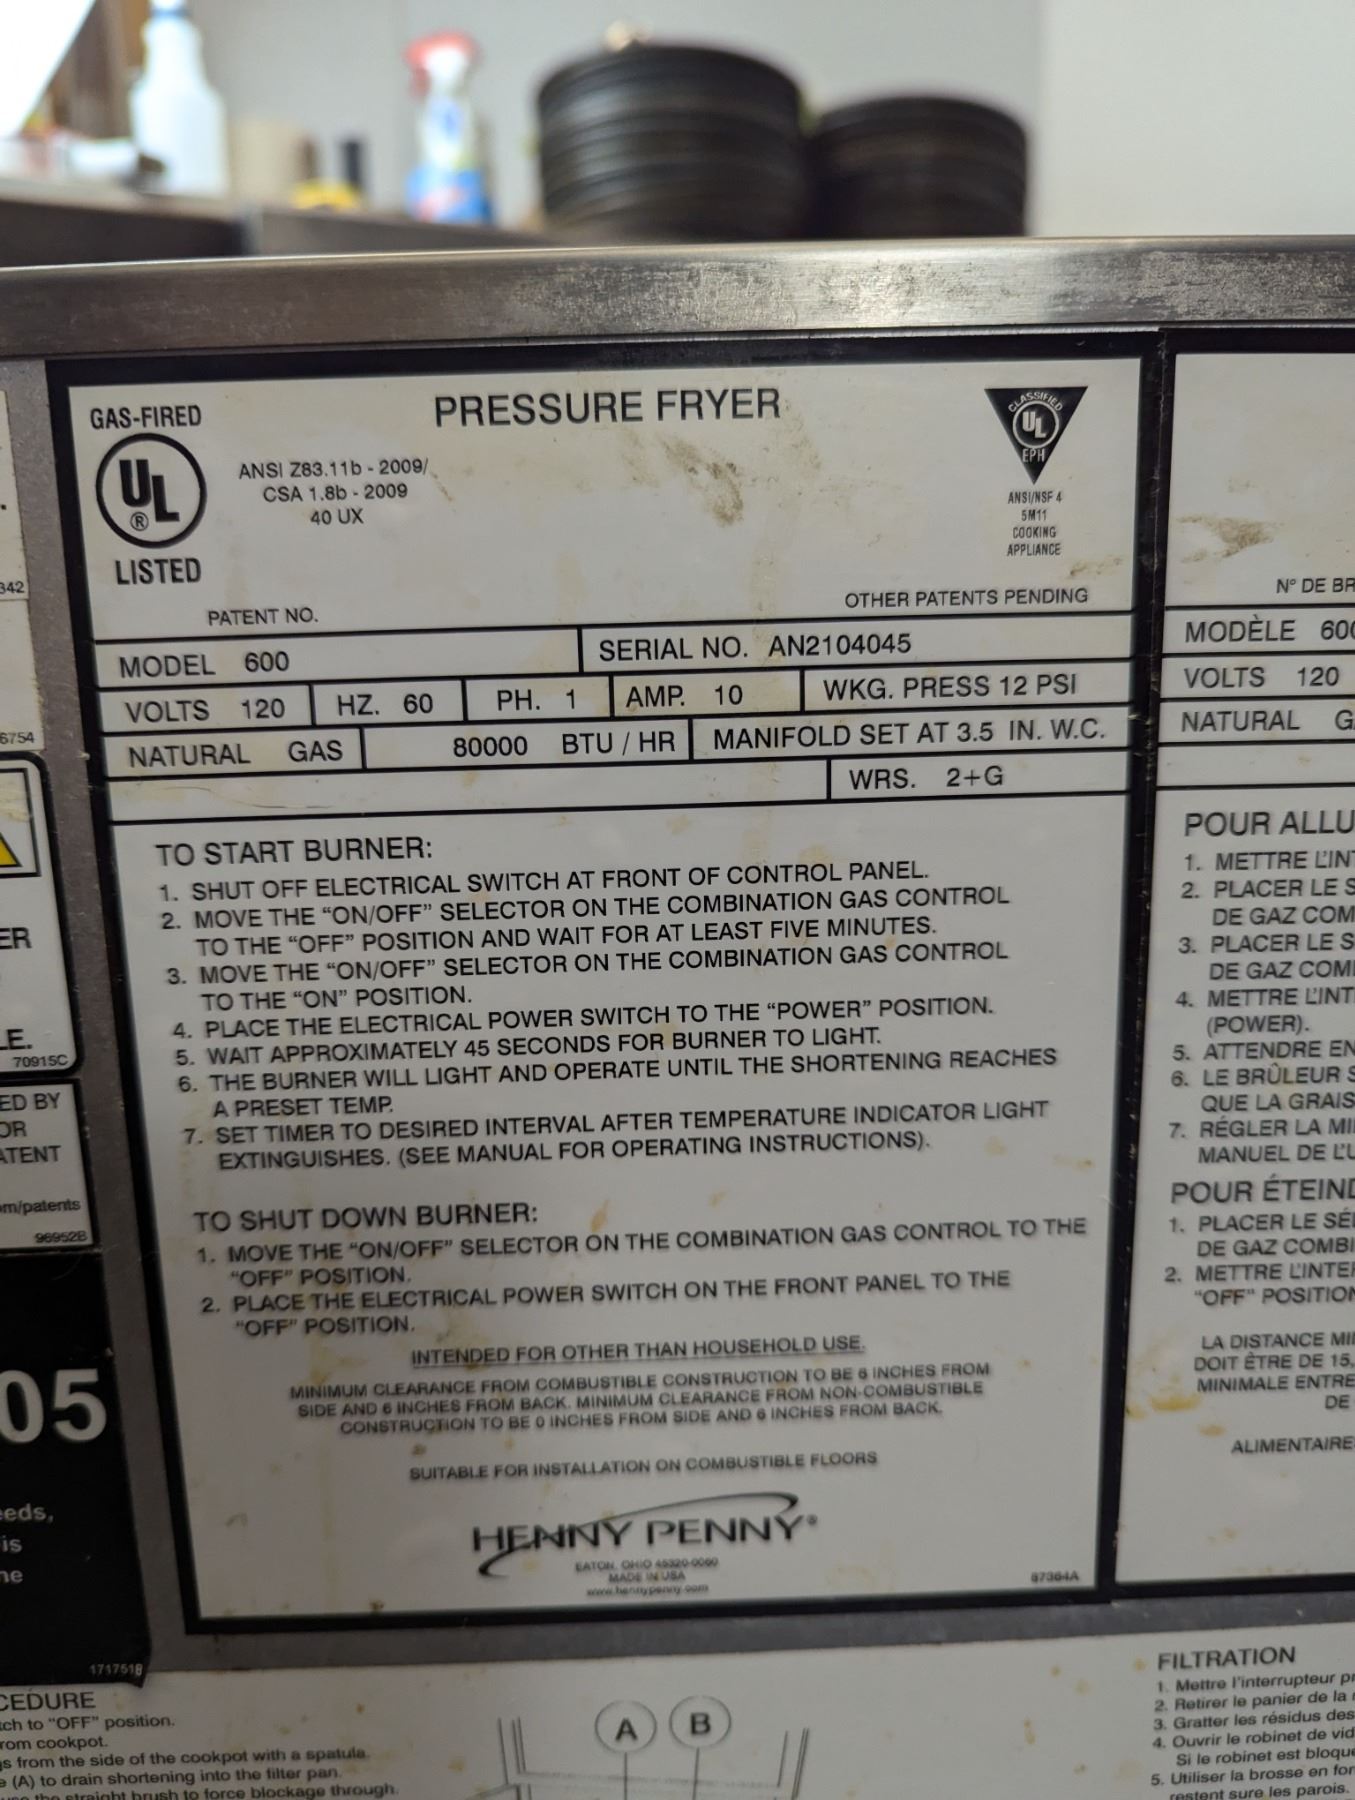 GAS-FIRED
UL
®
LISTED
ANSI Z83.11b - 2009/
CSA 1.8b - 2009
40 UX
PRESSURE FRYER
CLASSIFIED
UL
EPH
ANSI/NSF 4
5M11
COOKING
APPLIANCE
PATENT NO.
OTHER PATENTS PENDING
MODEL 600
SERIAL NO. AN2104045
VOLTS 120 HZ. 60 PH. 1 AMP. 10 WKG. PRESS 12 PSI
NATURAL GAS 80000 BTU / HR MANIFOLD SET AT 3.5 IN. W.C.
WRS. 2+G
TO START BURNER:
1. SHUT OFF ELECTRICAL SWITCH AT FRONT OF CONTROL PANEL.
2. MOVE THE “ON/OFF” SELECTOR ON THE COMBINATION GAS CONTROL
TO THE “OFF” POSITION AND WAIT FOR AT LEAST FIVE MINUTES.
3. MOVE THE “ON/OFF” SELECTOR ON THE COMBINATION GAS CONTROL
TO THE “ON” POSITION.
4. PLACE THE ELECTRICAL POWER SWITCH TO THE “POWER” POSITION.
5. WAIT APPROXIMATELY 45 SECONDS FOR BURNER TO LIGHT.
6. THE BURNER WILL LIGHT AND OPERATE UNTIL THE SHORTENING REACHES
A PRESET TEMP.
7. SET TIMER TO DESIRED INTERVAL AFTER TEMPERATURE INDICATOR LIGHT
EXTINGUISHES. (SEE MANUAL FOR OPERATING INSTRUCTIONS).
TO SHUT DOWN BURNER:
1. MOVE THE “ON/OFF” SELECTOR ON THE COMBINATION GAS CONTROL TO THE
“OFF” POSITION.
2. PLACE THE ELECTRICAL POWER SWITCH ON THE FRONT PANEL TO THE
“OFF” POSITION.
INTENDED FOR OTHER THAN HOUSEHOLD USE.
MINIMUM CLEARANCE FROM COMBUSTIBLE CONSTRUCTION TO BE 6 INCHES FROM
SIDE AND 6 INCHES FROM BACK. MINIMUM CLEARANCE FROM NON-COMBUSTIBLE
CONSTRUCTION TO BE 0 INCHES FROM SIDE AND 6 INCHES FROM BACK.
SUITABLE FOR INSTALLATION ON COMBUSTIBLE FLOORS
HENNY PENNY®
EATON, OHIO 45320-0060
MADE IN USA
www.hennypenny.com
87364A
342
6754
ER
LE.
70915C
ED BY
OR
ATENT
om/patents
96952B
05
eeds,
is
he
171751B
N° DE BR
MODÈLE 600
VOLTS 120
NATURAL G
POUR ALLU
1. METTRE L'IN
2. PLACER LE S
DE GAZ COM
3. PLACER LE S
DE GAZ COM
4. METTRE L'INT
(POWER).
5. ATTENDRE EN
6. LE BRÛLEUR S
QUE LA GRAIS
7. RÉGLER LA MI
MANUEL DE L'U
POUR ÉTEIND
1. PLACER LE SÉ
DE GAZ COMBI
2. METTRE L'INTE
“OFF” POSITION
LA DISTANCE MI
DOIT ÊTRE DE 15,
MINIMALE ENTRE
DE
ALIMENTAIRE
CEDURE
tch to "OFF" position.
rom cookpot.
gs from the side of the cookpot with a spatula.
e (A) to drain shortening into the filter pan.
the straight brush to force blockage through.
A
B
FILTRATION
1. Mettre l'interrupteur p
2. Retirer le panier de la
3. Gratter les résidus des
4. Ouvrir le robinet de vid
Si le robinet est bloqu
5. Utiliser la brosse en for
restent sure les parois.